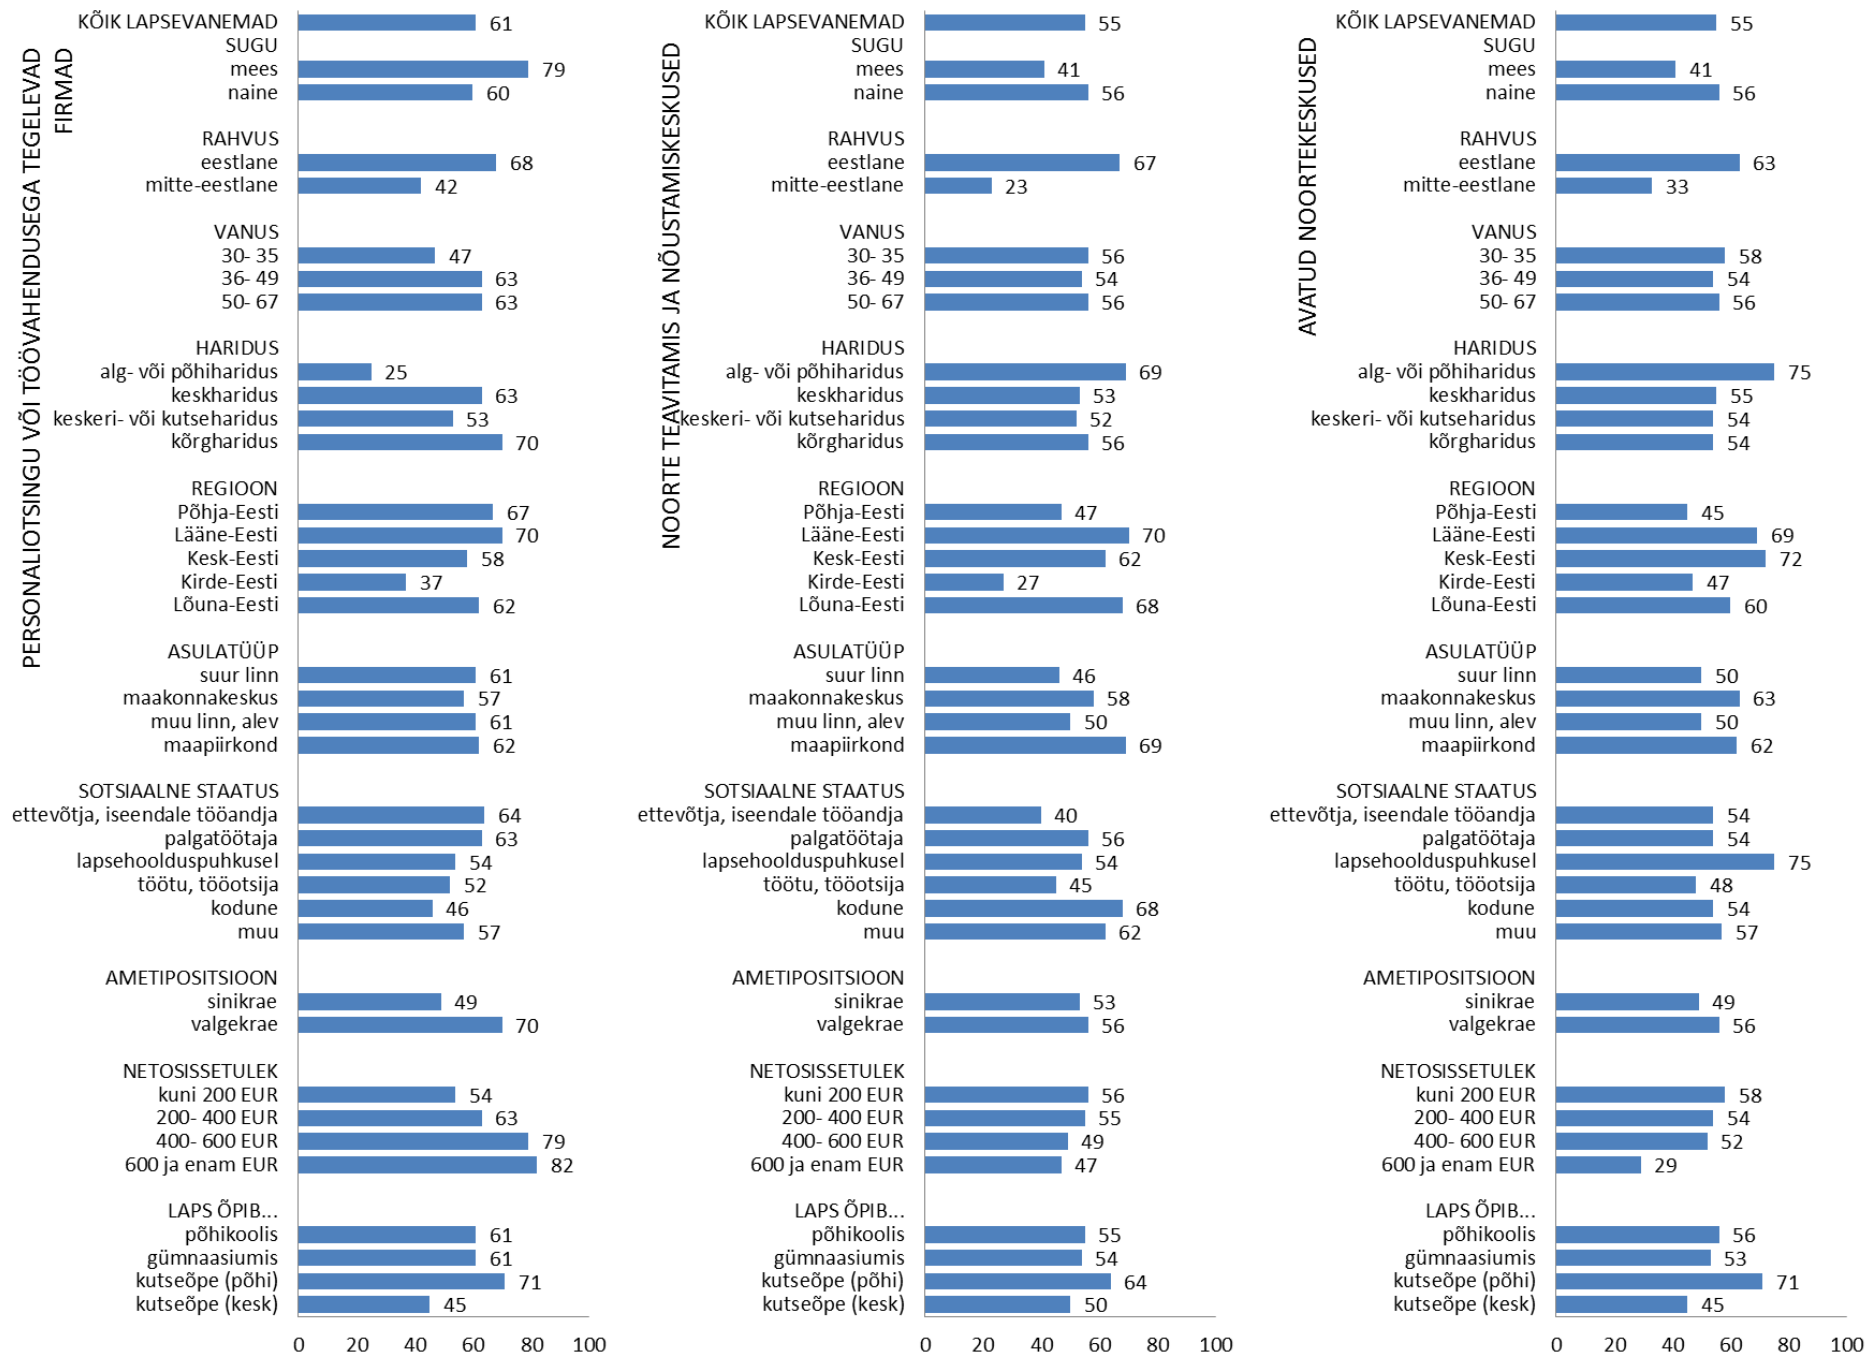 PERSONALIOTSINGU VÕI TÖÖVAHENDUSEGA TEGELEVAD
FIRMAD
KÕIK LAPSEVANEMAD 61
SUGU
mees 79
naine 60
RAHVUS
eestlane 68
mitte-eestlane 42
VANUS
30- 35 47
36- 49 63
50- 67 63
HARIDUS
alg- või põhiharidus 25
keskharidus 63
keskeri- või kutseharidus 53
kõrgharidus 70
REGIOON
Põhja-Eesti 67
Lääne-Eesti 70
Kesk-Eesti 58
Kirde-Eesti 37
Lõuna-Eesti 62
ASULATÜÜP
suur linn 61
maakonnakeskus 57
muu linn, alev 61
maapiirkond 62
SOTSIAALNE STAATUS
ettevõtja, iseendale tööandja 64
palgatöötaja 63
lapsehoolduspuhkusel 54
töötu, tööotsija 52
kodune 46
muu 57
AMETIPOSITSIOON
sinikrae 49
valgekrae 70
NETOSISSETULEK
kuni 200 EUR 54
200- 400 EUR 63
400- 600 EUR 79
600 ja enam EUR 82
LAPS ÕPIB...
põhikoolis 61
gümnaasiumis 61
kutseõpe (põhi) 71
kutseõpe (kesk) 45
0 20 40 60 80 100
NOORTE TEAVITAMIS JA NÕUSTAMISKESKUSED
KÕIK LAPSEVANEMAD 55
SUGU
mees 41
naine 56
RAHVUS
eestlane 67
mitte-eestlane 23
VANUS
30- 35 56
36- 49 54
50- 67 56
HARIDUS
alg- või põhiharidus 69
keskharidus 53
keskeri- või kutseharidus 52
kõrgharidus 56
REGIOON
Põhja-Eesti 47
Lääne-Eesti 70
Kesk-Eesti 62
Kirde-Eesti 27
Lõuna-Eesti 68
ASULATÜÜP
suur linn 46
maakonnakeskus 58
muu linn, alev 50
maapiirkond 69
SOTSIAALNE STAATUS
ettevõtja, iseendale tööandja 40
palgatöötaja 56
lapsehoolduspuhkusel 54
töötu, tööotsija 45
kodune 68
muu 62
AMETIPOSITSIOON
sinikrae 53
valgekrae 56
NETOSISSETULEK
kuni 200 EUR 56
200- 400 EUR 55
400- 600 EUR 49
600 ja enam EUR 47
LAPS ÕPIB...
põhikoolis 55
gümnaasiumis 54
kutseõpe (põhi) 64
kutseõpe (kesk) 50
0 20 40 60 80 100
AVATUD NOORTEKESKUSED
KÕIK LAPSEVANEMAD 55
SUGU
mees 41
naine 56
RAHVUS
eestlane 63
mitte-eestlane 33
VANUS
30- 35 58
36- 49 54
50- 67 56
HARIDUS
alg- või põhiharidus 75
keskharidus 55
keskeri- või kutseharidus 54
kõrgharidus 54
REGIOON
Põhja-Eesti 45
Lääne-Eesti 69
Kesk-Eesti 72
Kirde-Eesti 47
Lõuna-Eesti 60
ASULATÜÜP
suur linn 50
maakonnakeskus 63
muu linn, alev 50
maapiirkond 62
SOTSIAALNE STAATUS
ettevõtja, iseendale tööandja 54
palgatöötaja 54
lapsehoolduspuhkusel 75
töötu, tööotsija 48
kodune 54
muu 57
AMETIPOSITSIOON
sinikrae 49
valgekrae 56
NETOSISSETULEK
kuni 200 EUR 58
200- 400 EUR 54
400- 600 EUR 52
600 ja enam EUR 29
LAPS ÕPIB...
põhikoolis 56
gümnaasiumis 53
kutseõpe (põhi) 71
kutseõpe (kesk) 45
0 20 40 60 80 100